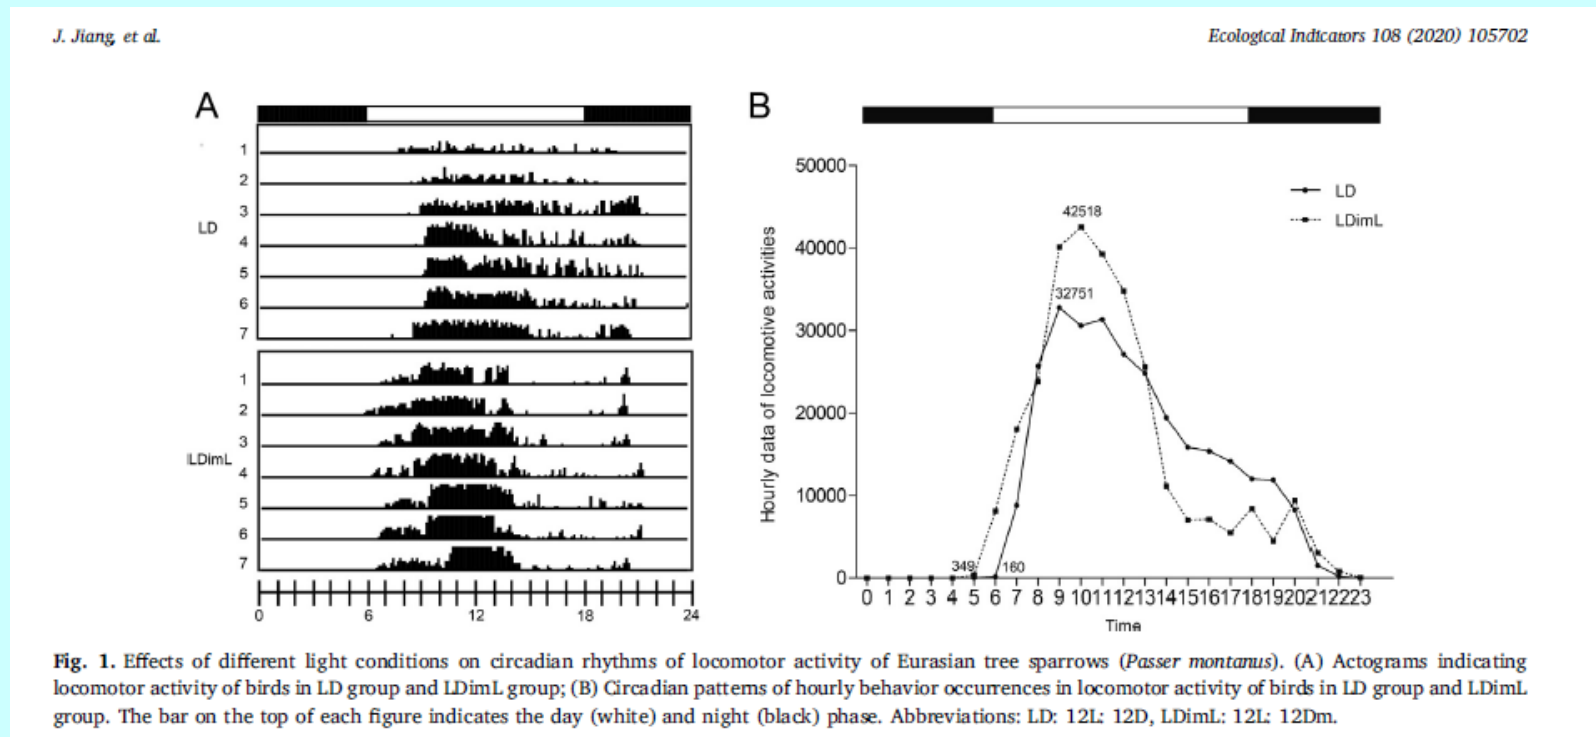 J. Jiang, et al.
Ecological Indicators 108 (2020) 105702
A
1
2
3
LD
4
5
6
7
1
2
3
LDimL
4
5
6
7
0 6 12 18 24
B
50000
40000
30000
20000
10000
0
Hourly data of locomotive activities
LD
LDimL
42518
32751
349
160
0 1 2 3 4 5 6 7 8 9 10 11 12 13 14 15 16 17 18 19 20 21 22 23
Time
Fig. 1. Effects of different light conditions on circadian rhythms of locomotor activity of Eurasian tree sparrows (Passer montanus). (A) Actograms indicating
locomotor activity of birds in LD group and LDimL group; (B) Circadian patterns of hourly behavior occurrences in locomotor activity of birds in LD group and LDimL
group. The bar on the top of each figure indicates the day (white) and night (black) phase. Abbreviations: LD: 12L: 12D, LDimL: 12L: 12Dm.